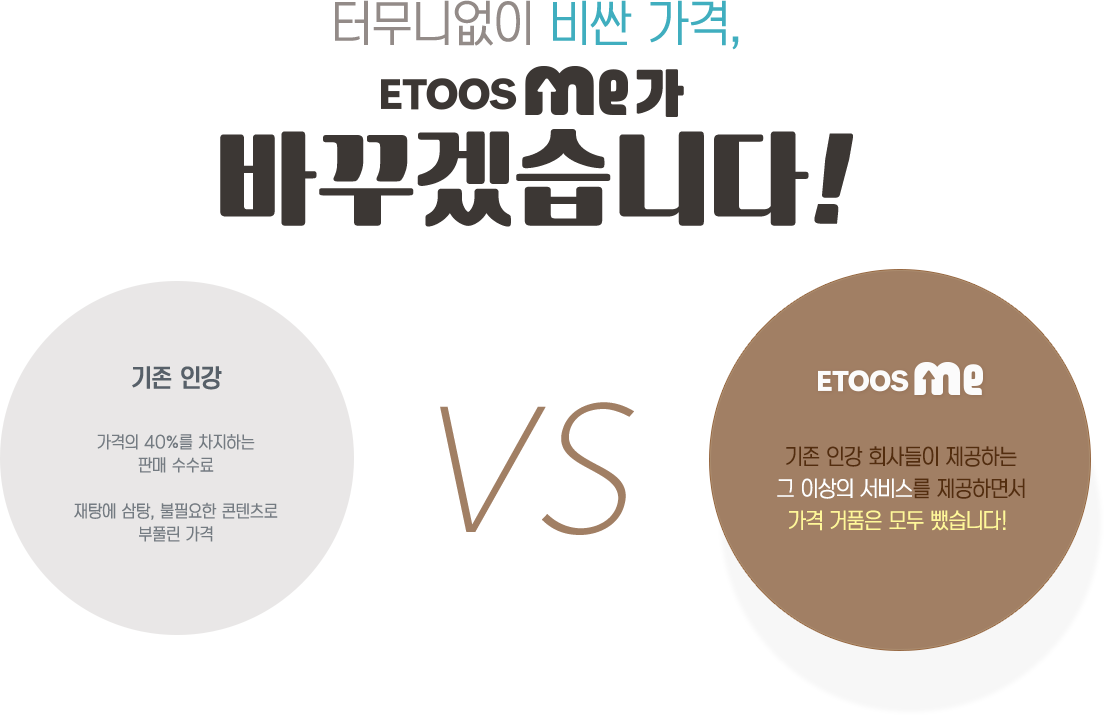 터무니없이 비싼 가격,
ETOOS me가
바꾸겠습니다!
기존 인강
가격의 40%를 차지하는
판매 수수료
재탕에 삼탕, 불필요한 콘텐츠로
부풀린 가격
VS
ETOOS me
기존 인강 회사들이 제공하는
그 이상의 서비스를 제공하면서
가격 거품은 모두 뺐습니다!